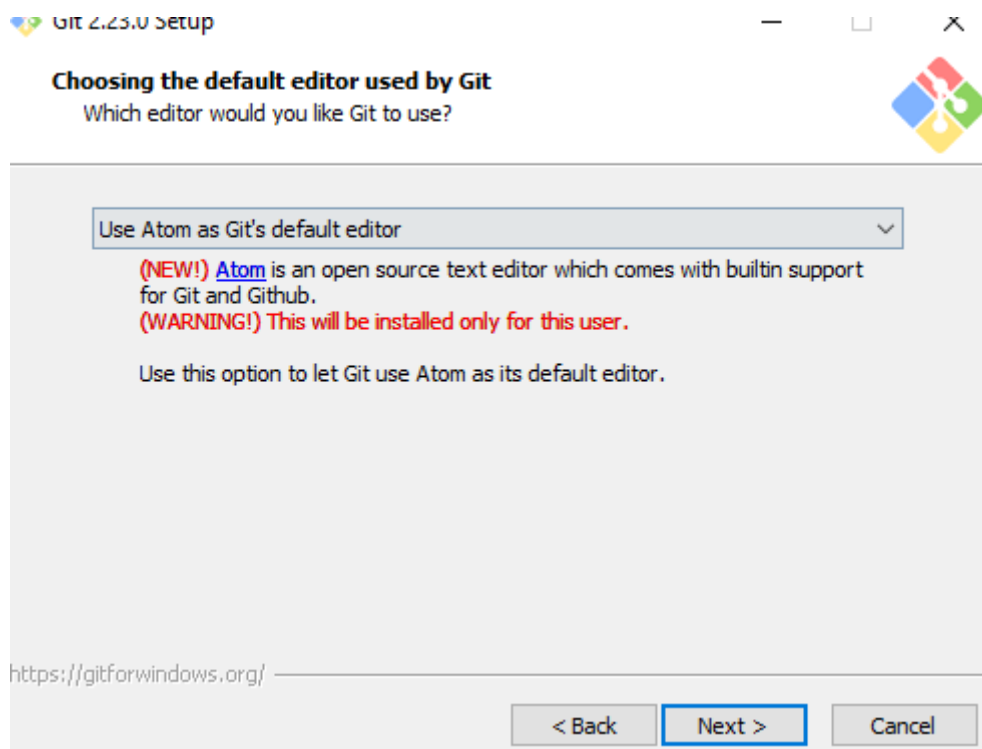 Git 2.23.0 Setup
Choosing the default editor used by Git
Which editor would you like Git to use?
Use Atom as Git's default editor
(NEW!) Atom is an open source text editor which comes with builtin support
for Git and Github.
(WARNING!) This will be installed only for this user.
Use this option to let Git use Atom as its default editor.
https://gitforwindows.org/
< Back Next > Cancel